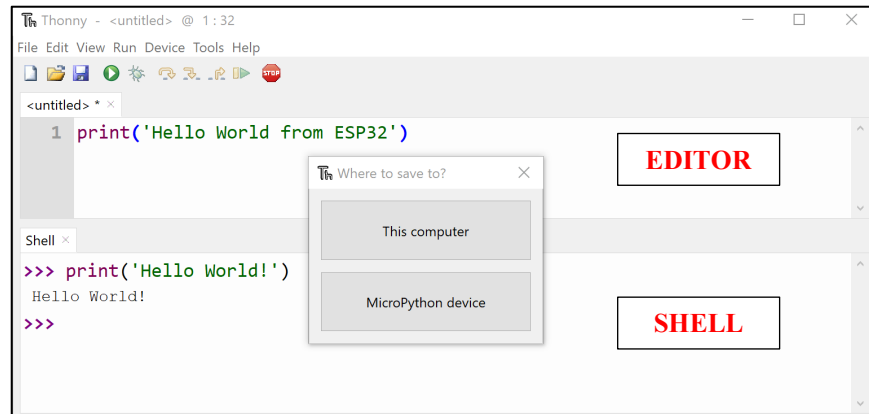 Thonny - <untitled> @ 1 : 32
File Edit View Run Device Tools Help
STOP
<untitled> *
1 print('Hello World from ESP32')
EDITOR
Where to save to?
This computer
MicroPython device
Shell
>>> print('Hello World!')
Hello World!
>>>
SHELL